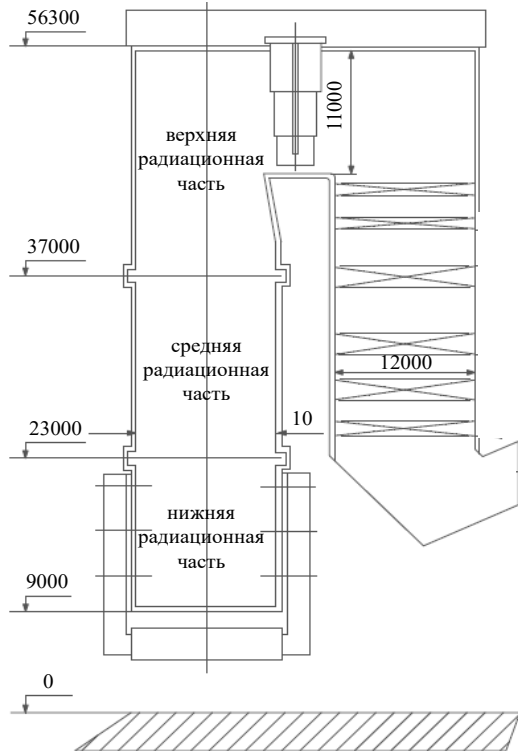 56300
11000
верхняя
радиационная
часть
37000
средняя
радиационная
часть
12000
23000
10
нижняя
радиационная
часть
9000
0